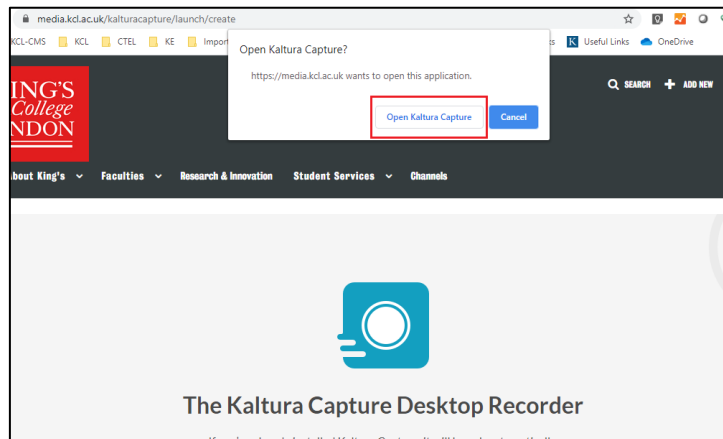 media.kcl.ac.uk/kalturacapture/launch/create
KCL-CMS KCL CTEL KE Import Useful Links OneDrive
Open Kaltura Capture?
https://media.kcl.ac.uk wants to open this application.
Open Kaltura Capture Cancel
ING'S
College
NDON
SEARCH ADD NEW
bout King's Faculties Research & Innovation Student Services Channels
The Kaltura Capture Desktop Recorder